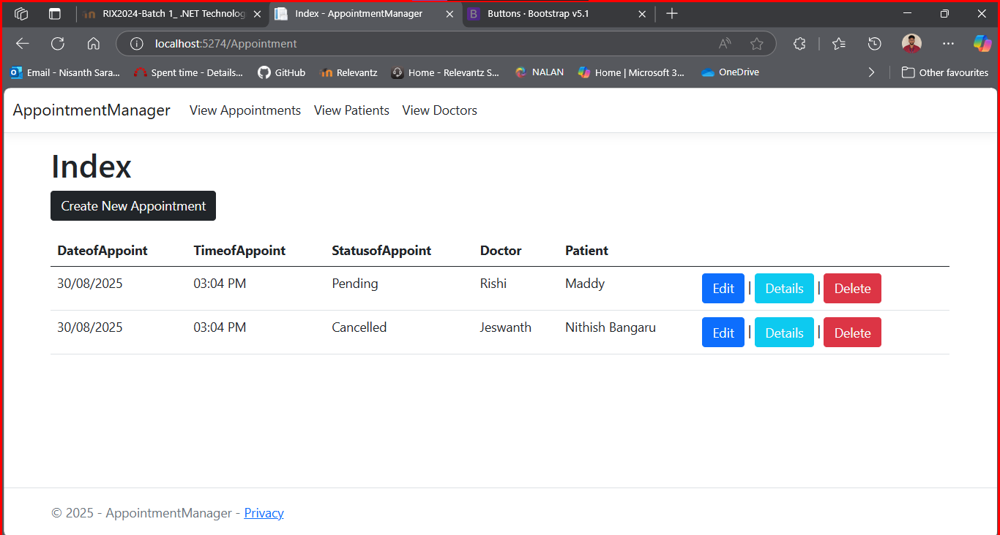 RIX2024-Batch 1_ .NET Technolog
Index - AppointmentManager
Buttons · Bootstrap v5.1
localhost:5274/Appointment
Email - Nisanth Sara...
Spent time - Details...
GitHub
Relevantz
Home - Relevantz S...
NALAN
Home | Microsoft 3...
OneDrive
Other favourites
AppointmentManager View Appointments View Patients View Doctors
Index
Create New Appointment
DateofAppoint TimeofAppoint StatusofAppoint Doctor Patient
30/08/2025 03:04 PM Pending Rishi Maddy Edit | Details | Delete
30/08/2025 03:04 PM Cancelled Jeswanth Nithish Bangaru Edit | Details | Delete
© 2025 - AppointmentManager - Privacy